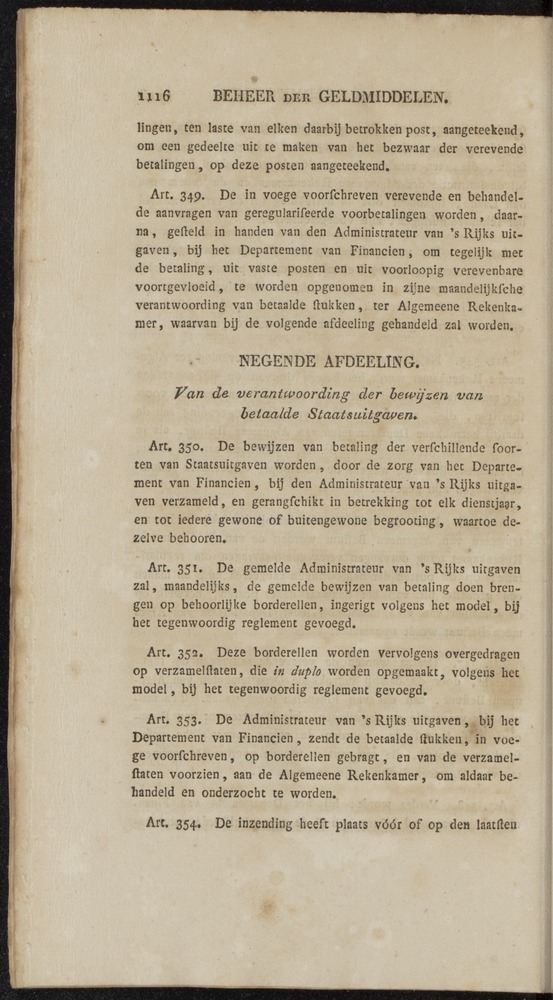 1116 BEHEER DER GELDMIDDELEN.
lingen, ten laste van elken daarbij betrokken post, aangeteekend,
om een gedeelte uit te maken van het bezwaar der verevende
betalingen, op deze posten aangeteekend.
Art. 349. De in voege voorſchreven verevende en behandel-
de aanvragen van geregulariſeerde voorbetalingen worden, daar-
na, geſteld in handen van den Administrateur van 's Rijks uit-
gaven, bij het Departement van Financien, om tegelijk met
de betaling, uit vaste posten en uit voorloopig verevenbare
voortgevloeid, te worden opgenomen in zijne maandelijkſche
verantwoording van betaalde ſtukken, ter Algemeene Rekenka-
mer, waarvan bij de volgende afdeeling gehandeld zal worden.
NEGENDE AFDEELING.
Van de verantwoording der bewijzen van
betaalde Staatsuitgaven.
Art. 350. De bewijzen van betaling der verſchillende ſoor-
ten van Staatsuitgaven worden, door de zorg van het Departe-
ment van Financien, bij den Administrateur van 's Rijks uitga-
ven verzameld, en gerangſchikt in betrekking tot elk dienstjaar,
en tot iedere gewone of buitengewone begrooting, waartoe de-
zelve behooren.
Art. 351. De gemelde Administrateur van 's Rijks uitgaven
zal, maandelijks, de gemelde bewijzen van betaling doen bren-
gen op behoorlijke borderellen, ingerigt volgens het model, bij
het tegenwoordig reglement gevoegd.
Art. 352. Deze borderellen worden vervolgens overgedragen
op verzamelſtaten, die in duplo worden opgemaakt, volgens het
model, bij het tegenwoordig reglement gevoegd.
Art. 353. De Administrateur van 's Rijks uitgaven, bij het
Departement van Financien, zendt de betaalde ſtukken, in voe-
ge voorſchreven, op borderellen gebragt, en van de verzamel-
ſtaten voorzien, aan de Algemeene Rekenkamer, om aldaar be-
handeld en onderzocht te worden.
Art. 354. De inzending heeft plaats vóór of op den laatſten